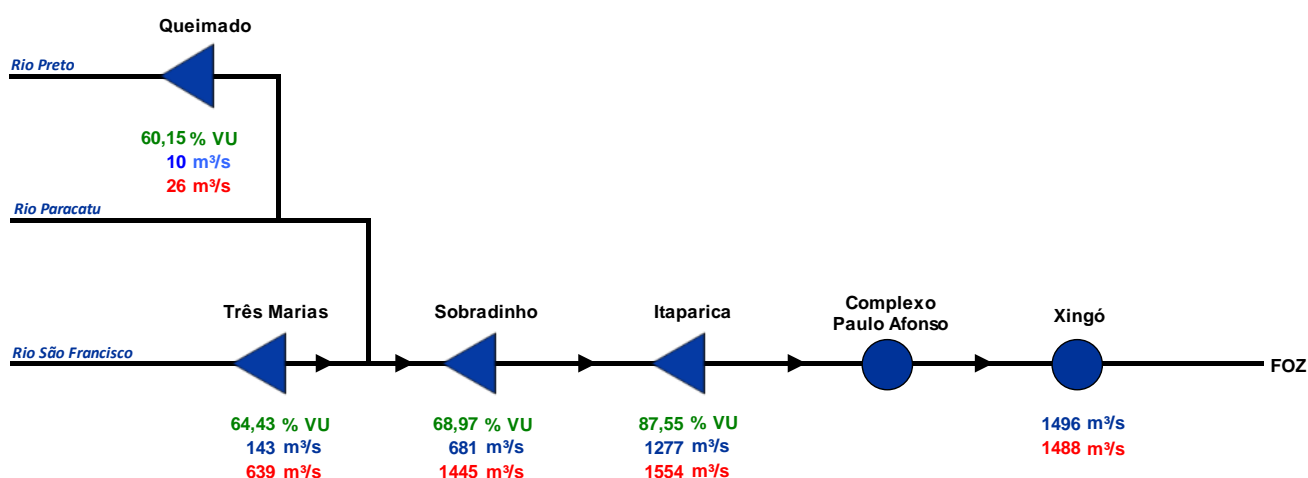 Queimado
Rio Preto
60,15 % VU
10 m³/s
26 m³/s
Rio Paracatu
Três Marias
Sobradinho
Itaparica
Complexo
Paulo Afonso
Xingó
Rio São Francisco
FOZ
64,43 % VU
143 m³/s
639 m³/s
68,97 % VU
681 m³/s
1445 m³/s
87,55 % VU
1277 m³/s
1554 m³/s
1496 m³/s
1488 m³/s